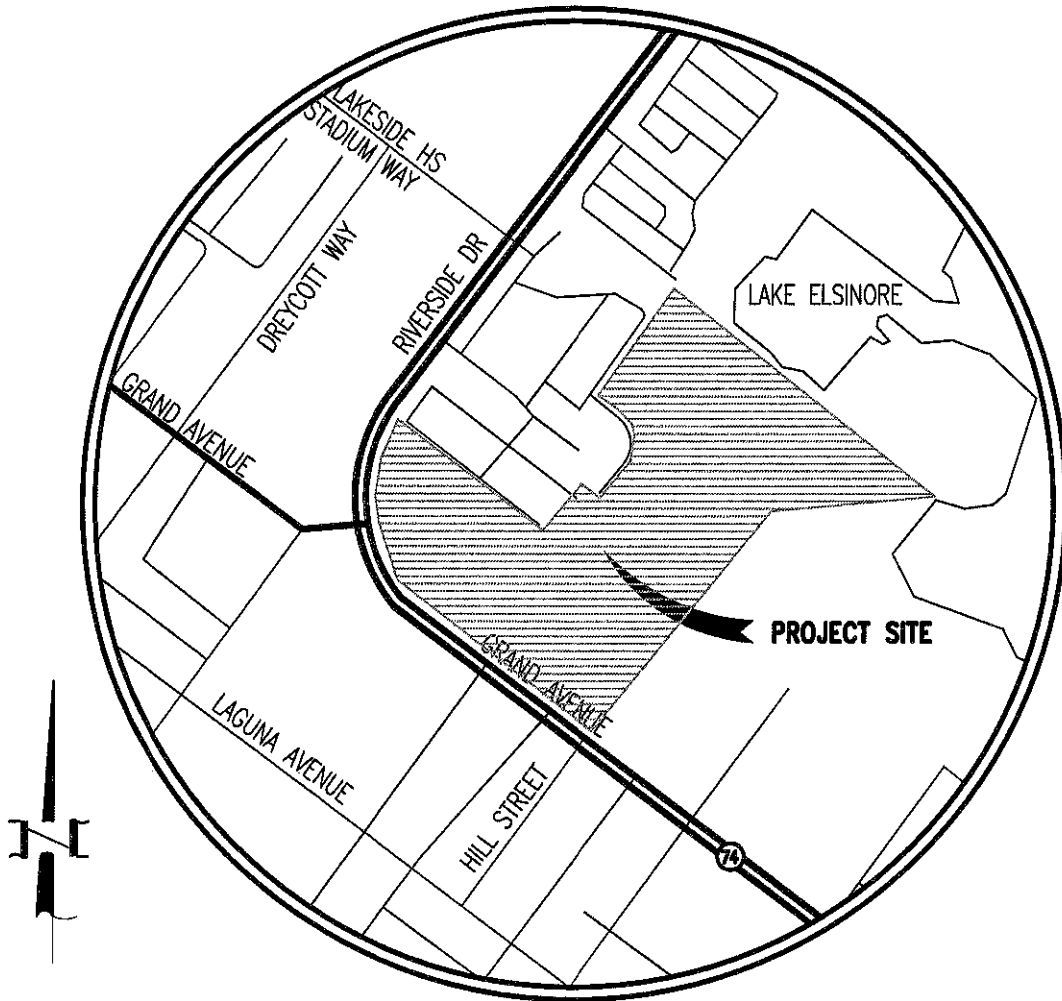 LAKESIDE HS
STADIUM WAY
DREYCOTT WAY
RIVERSIDE DR
LAKE ELSINORE
GRAND AVENUE
PROJECT SITE
GRAND AVENUE
LAGUNA AVENUE
HILL STREET
74
N